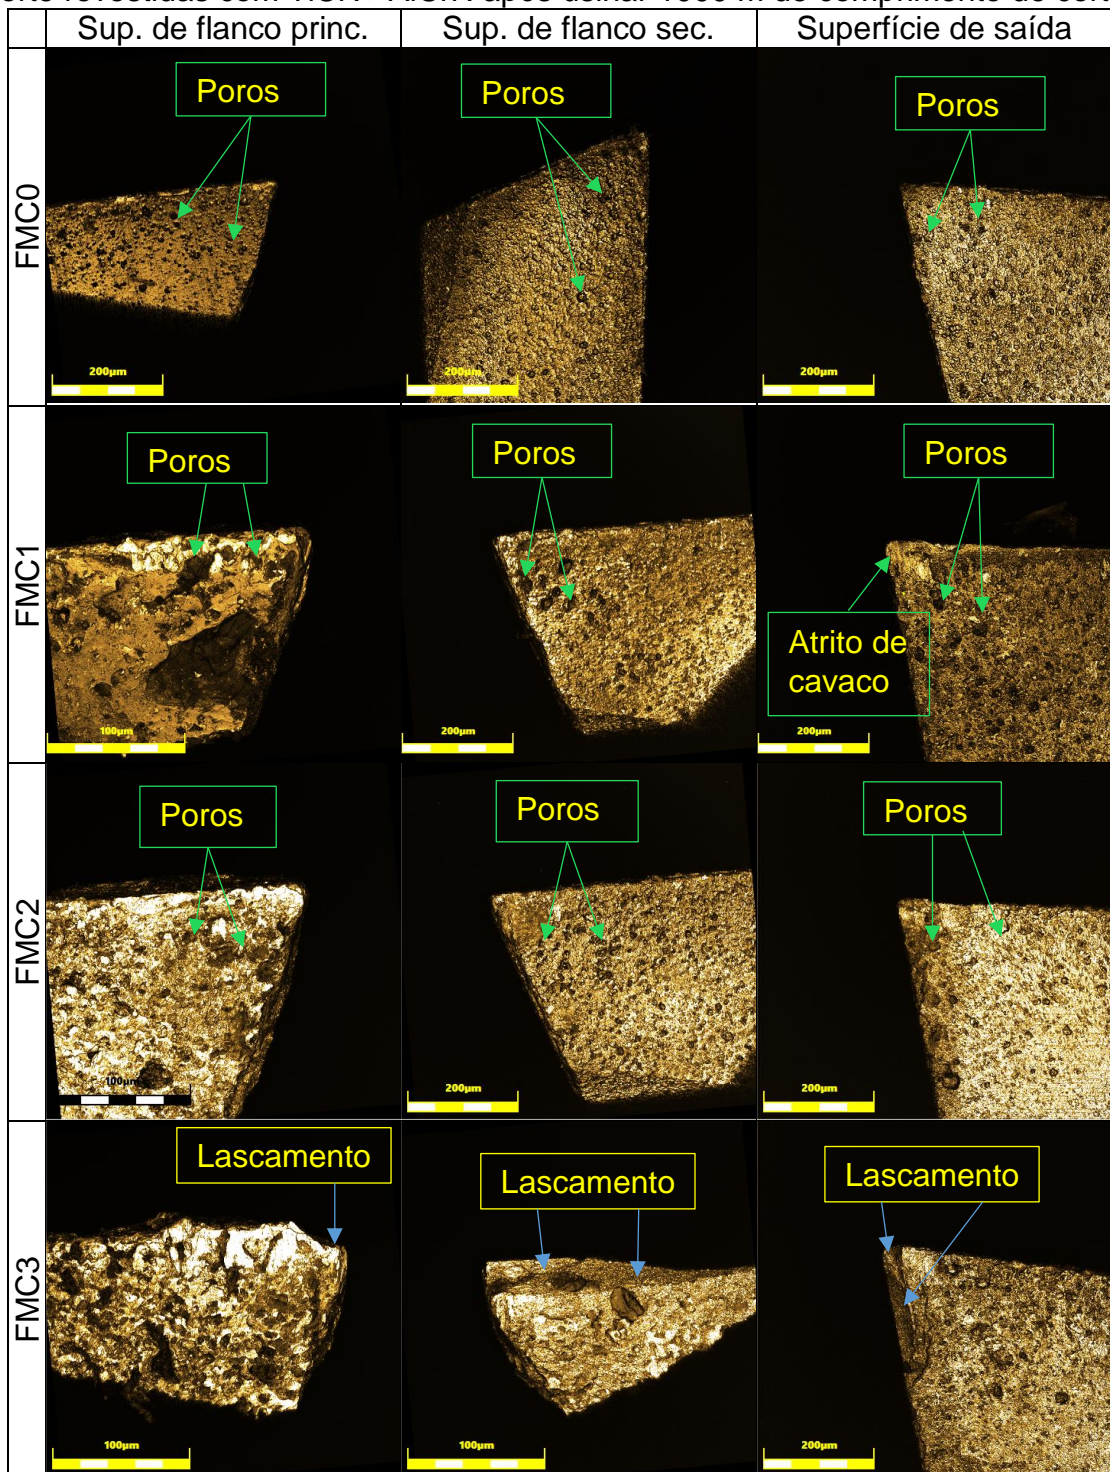 Sup. de flanco princ. Sup. de flanco sec. Superfície de saída
FMC0
Poros Poros Poros
200µm 200µm 200µm
FMC1
Poros Poros Poros
Atrito de
cavaco
100µm 200µm 200µm
FMC2
Poros Poros Poros
100µm 200µm 200µm
FMC3
Lascamento Lascamento Lascamento
100µm 100µm 200µm